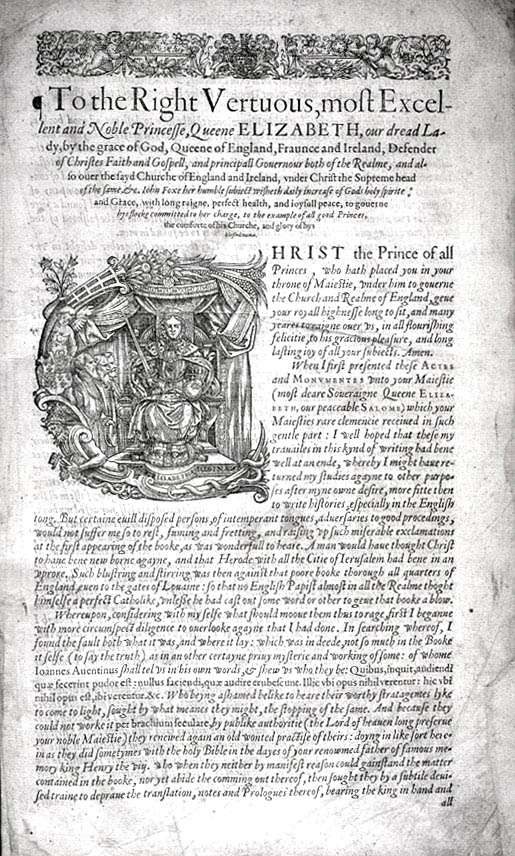 ¶ To the Right Vertuous, most Excel-
lent and Noble Princesse, Queene ELIZABETH, our dread La-
dy, by the grace of God, Queene of England, Fraunce and Ireland, Defender
of Christes Faith and Gospell, and principall Gouernour both of the Realme, and al-
so ouer the sayd Churche of England and Ireland, vnder Christ the Supreme head
of the same, &c. Iohn Foxe her humble subiect wisheth daily increase of Gods holy spirite
and Grace, with long raigne, perfect health, and ioyfull peace, to gouerne
hys flocke committed to her charge, to the example of all good Princes,
the comforte of his Churche, and glory of hys
blessed name.
CHRIST the Prince of all
Princes, who hath placed you in your
throne of Maiestie, vnder him to gouerne
the Church and Realme of England, geue
your royall highnesse long to sit, and many
yeares to raigne ouer vs, in all flourishing
felicitie, to his gracious pleasure, and long
lasting ioy of all your subiects. Amen.
When I first presented these ACTES
and MONVMENTES vnto your Maiestie
(most deare Soueraigne Queene ELIZA-
BETH, our peaceable SALOME) which your
Maiesties rare clemencie receiued in such
gentle part: I well hoped that these my
trauailes in this kynd of writing had bene
well at an ende, whereby I might haue re-
turned my studies agayne to other purpo-
ses after myne owne desire, more fitte then
to write histories, especially in the English
ELIZABETH REGINA
tong. But certaine euill disposed persons, of intemperant tongues, aduersaries to good procedings,
would not suffer me so to rest, fuming and fretting, and raising vp such miserable exclamations
at the first appearing of the booke, as was wonderfull to heare. A man would haue thought Christ
to haue bene new borne agayne, and that Herode with all the Citie of Ierusalem had bene in an
vprore. Such blustring and stirring was then against that poore booke thorough all quarters of
England, euen to the gates of Louaine: so that no English Papist almost in all the Realme thoght
himselfe a perfect Catholike, vnlesse he had cast out some word or other to geue that booke a blow.
Whereupon, considering with my selfe what should mooue them thus to rage, first I beganne
with more circumspect diligence to ouerlooke agayne that I had done. In searching whereof, I
found the fault both what it was, and where it lay: which was in deede, not so much in the Booke
it selfe (to say the truth) as in an other certayne priuy mysterie and working of some: of whome
Ioannes Auentinus shall tel vs in his own words, & shew vs who they be: Quibus, inquit, audiendi
quæ fecerint pudor est: nullus faciendi, quæ audire erubescunt. Illic vbi opus nihil verentur: hic vbi
nihil opus est, ibi verentur. &c. Who beyng ashamed belike to heare their worthy stratagemes lyke
to come to light, sought by what meanes they might, the stopping of the same. And because they
could not worke it per brachium seculare, by publike authoritie (the Lord of heauen long preserue
your noble Maiestie) they renewed again an old wonted practise of theirs: doyng in like sort here-
in as they did sometymes with the holy Bible in the dayes of your renowned father of famous me-
mory king Henry the viij. who when they neither by manifest reason could gainstand the matter
contained in the booke, nor yet abide the comming out thereof, then sought they by a subtile deui-
sed traine to depraue the translation, notes and Prologues thereof, bearing the king in hand and
all